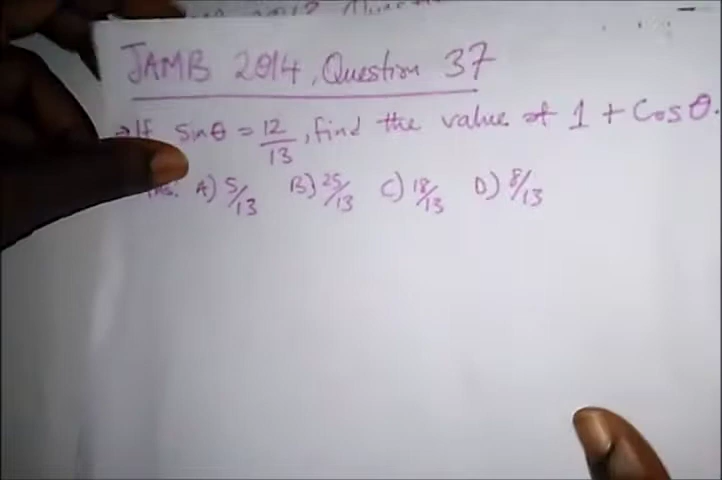 JAMB 2014, Question 37
If sinθ = 12/13, find the value of 1 + Cosθ.
A) 5/13 B) 25/13 C) 18/13 D) 8/13